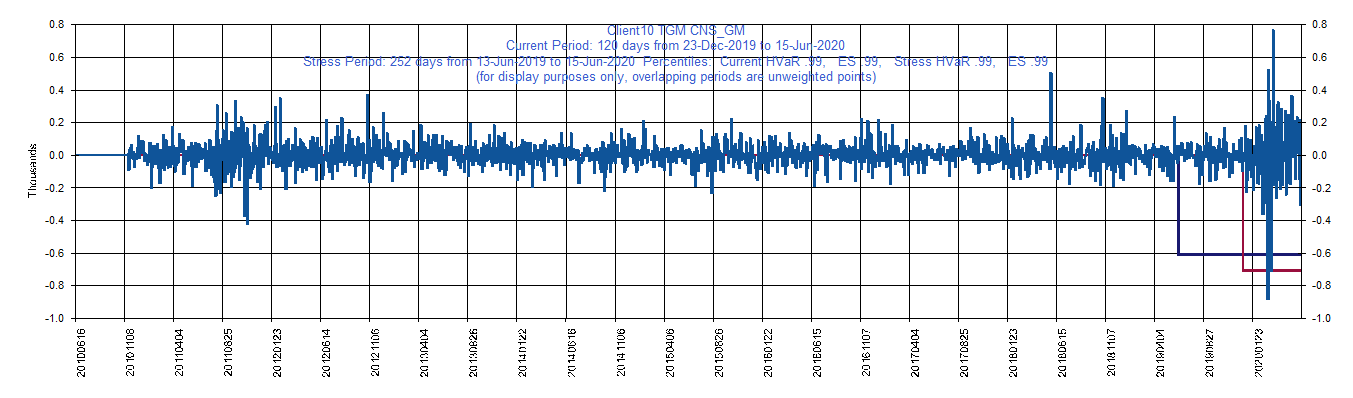 Client10 TGM CNS_GM
Current Period: 120 days from 23-Dec-2019 to 15-Jun-2020
Stress Period: 252 days from 13-Jun-2019 to 15-Jun-2020 Percentiles: Current HVaR .99, ES .99, Stress HVaR .99, ES .99
(for display purposes only, overlapping periods are unweighted points)
0.8 0.8
0.6 0.6
0.4 0.4
0.2 0.2
0.0 0.0
-0.2 -0.2
-0.4 -0.4
-0.6 -0.6
-0.8 -0.8
-1.0 -1.0
Thousands
20100616 20101108 20110404 20110825 20120123 20120614 20121106 20130404 20130826 20140122 20140616 20141106 20150406 20150826 20160122 20160615 20161107 20170404 20170825 20180123 20180615 20181107 20190404 20190827 20200123